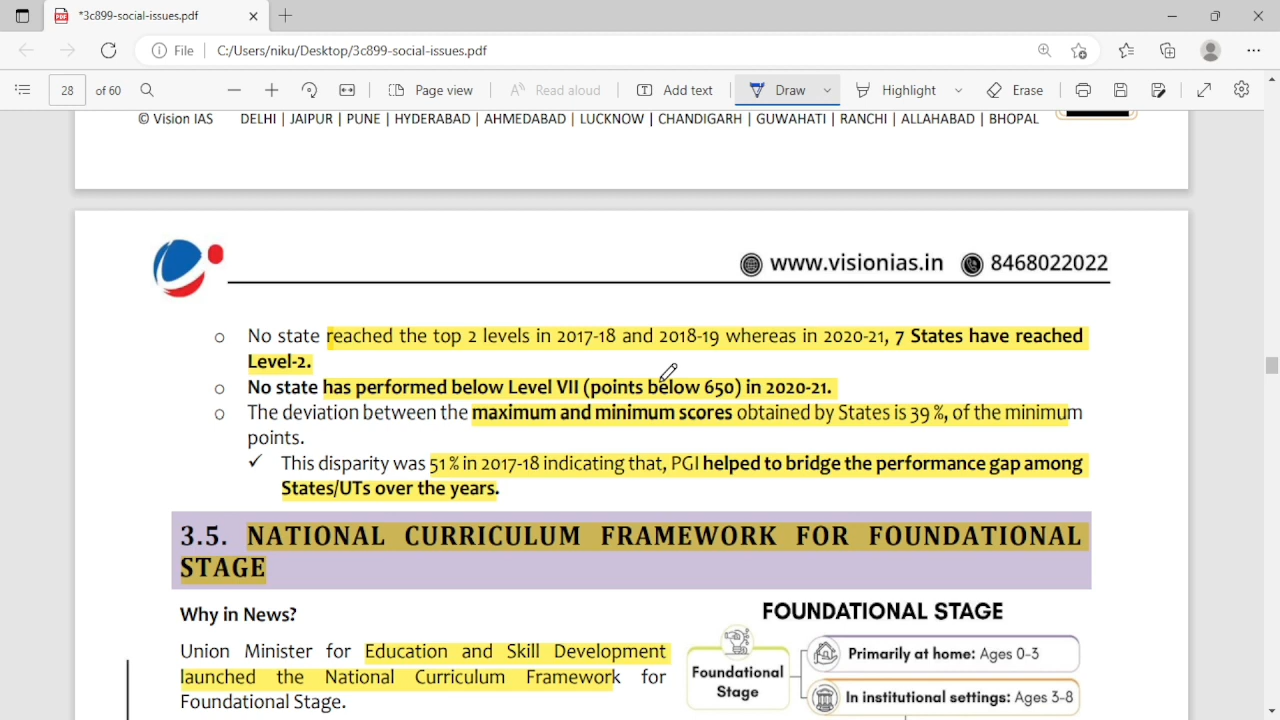 *3c899-social-issues.pdf
File C:/Users/niku/Desktop/3c899-social-issues.pdf
28 of 60 Page view Read aloud Add text Draw Highlight Erase
© Vision IAS DELHI | JAIPUR | PUNE | HYDERABAD | AHMEDABAD | LUCKNOW | CHANDIGARH | GUWAHATI | RANCHI | ALLAHABAD | BHOPAL
www.visionias.in 8468022022
o No state reached the top 2 levels in 2017-18 and 2018-19 whereas in 2020-21, 7 States have reached
Level-2.
o No state has performed below Level VII (points below 650) in 2020-21.
o The deviation between the maximum and minimum scores obtained by States is 39 %, of the minimum
points.
✓ This disparity was 51 % in 2017-18 indicating that, PGI helped to bridge the performance gap among
States/UTs over the years.
3.5. NATIONAL CURRICULUM FRAMEWORK FOR FOUNDATIONAL
STAGE
Why in News?
Union Minister for Education and Skill Development
launched the National Curriculum Framework for
Foundational Stage.
FOUNDATIONAL STAGE
Foundational
Stage
Primarily at home: Ages 0-3
In institutional settings: Ages 3-8